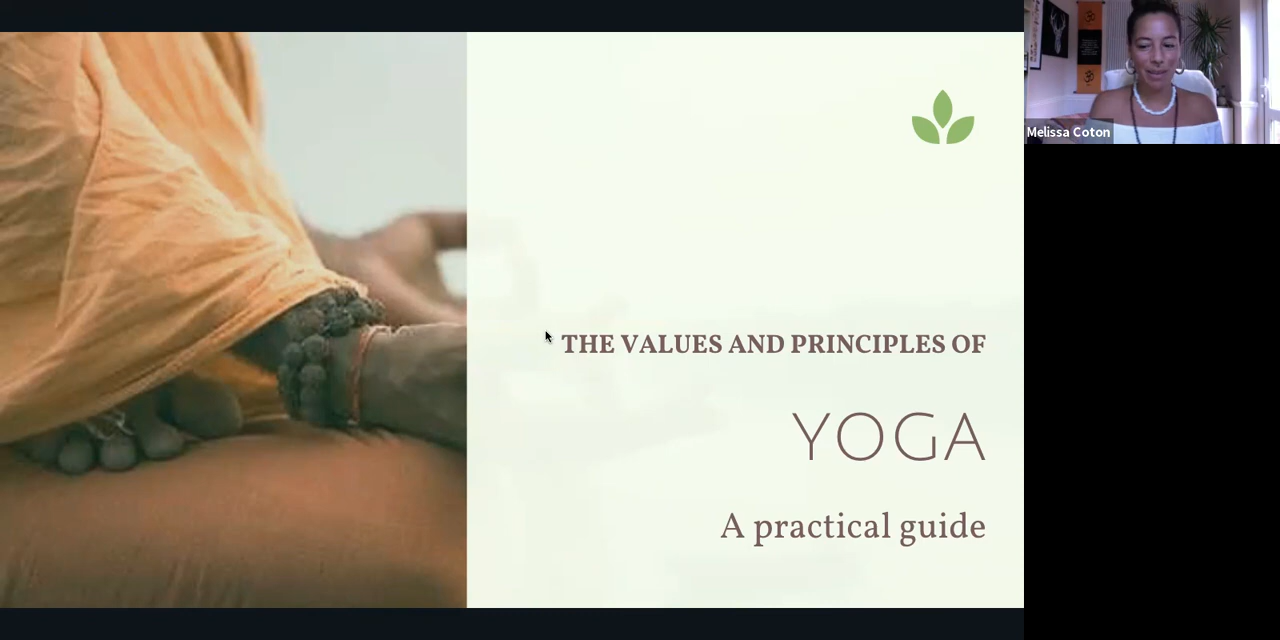 THE VALUES AND PRINCIPLES OF
YOGA
A practical guide
Melissa Coton